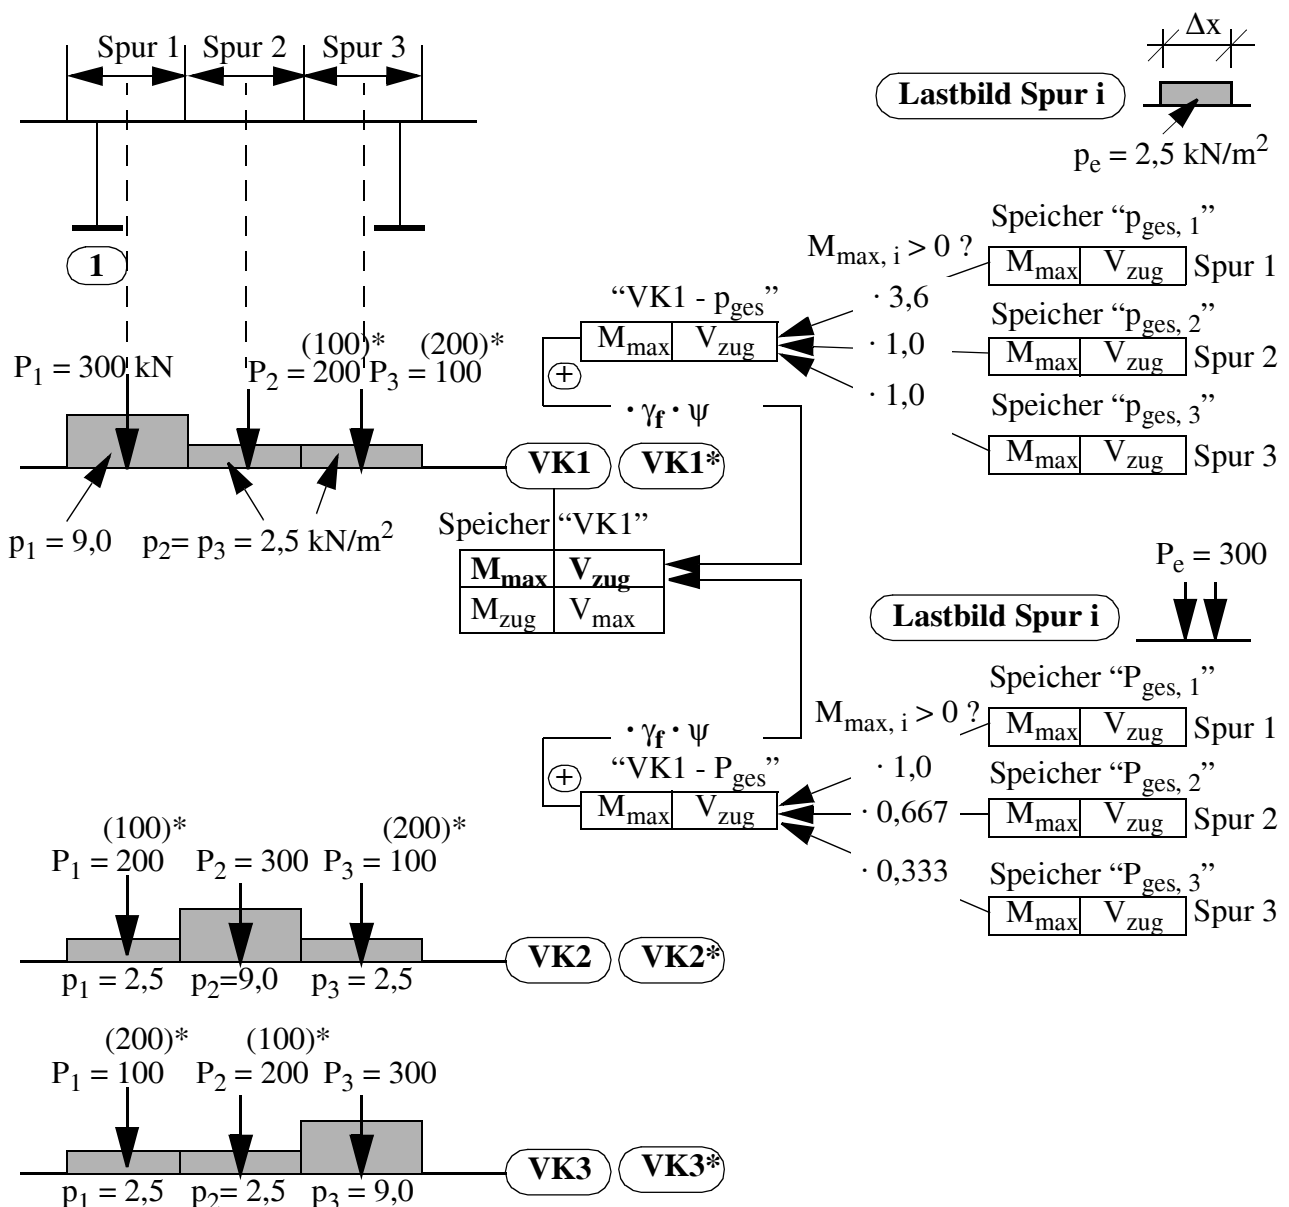 Spur 1 Spur 2 Spur 3
Δx
Lastbild Spur i
p_e = 2,5 kN/m²
1
Speicher “p_ges, 1”
M_max, i > 0 ?
M_max V_zug Spur 1
“VK1 - p_ges”
· 3,6
M_max V_zug
Speicher “p_ges, 2”
· 1,0
M_max V_zug Spur 2
(100)* (200)*
P_1 = 300 kN P_2 = 200 P_3 = 100
+
· 1,0
Speicher “p_ges, 3”
· γ_f · ψ
M_max V_zug Spur 3
VK1 VK1*
p_1 = 9,0 p_2= p_3 = 2,5 kN/m²
Speicher “VK1”
M_max V_zug
M_zug V_max
P_e = 300
Lastbild Spur i
Speicher “P_ges, 1”
M_max, i > 0 ?
M_max V_zug Spur 1
· γ_f · ψ
+
“VK1 - P_ges”
· 1,0
Speicher “P_ges, 2”
M_max V_zug
· 0,667
M_max V_zug Spur 2
· 0,333
Speicher “P_ges, 3”
M_max V_zug Spur 3
(100)* (200)*
P_1 = 200 P_2 = 300 P_3 = 100
VK2 VK2*
p_1 = 2,5 p_2=9,0 p_3 = 2,5
(200)* (100)*
P_1 = 100 P_2 = 200 P_3 = 300
VK3 VK3*
p_1 = 2,5 p_2= 2,5 p_3 = 9,0